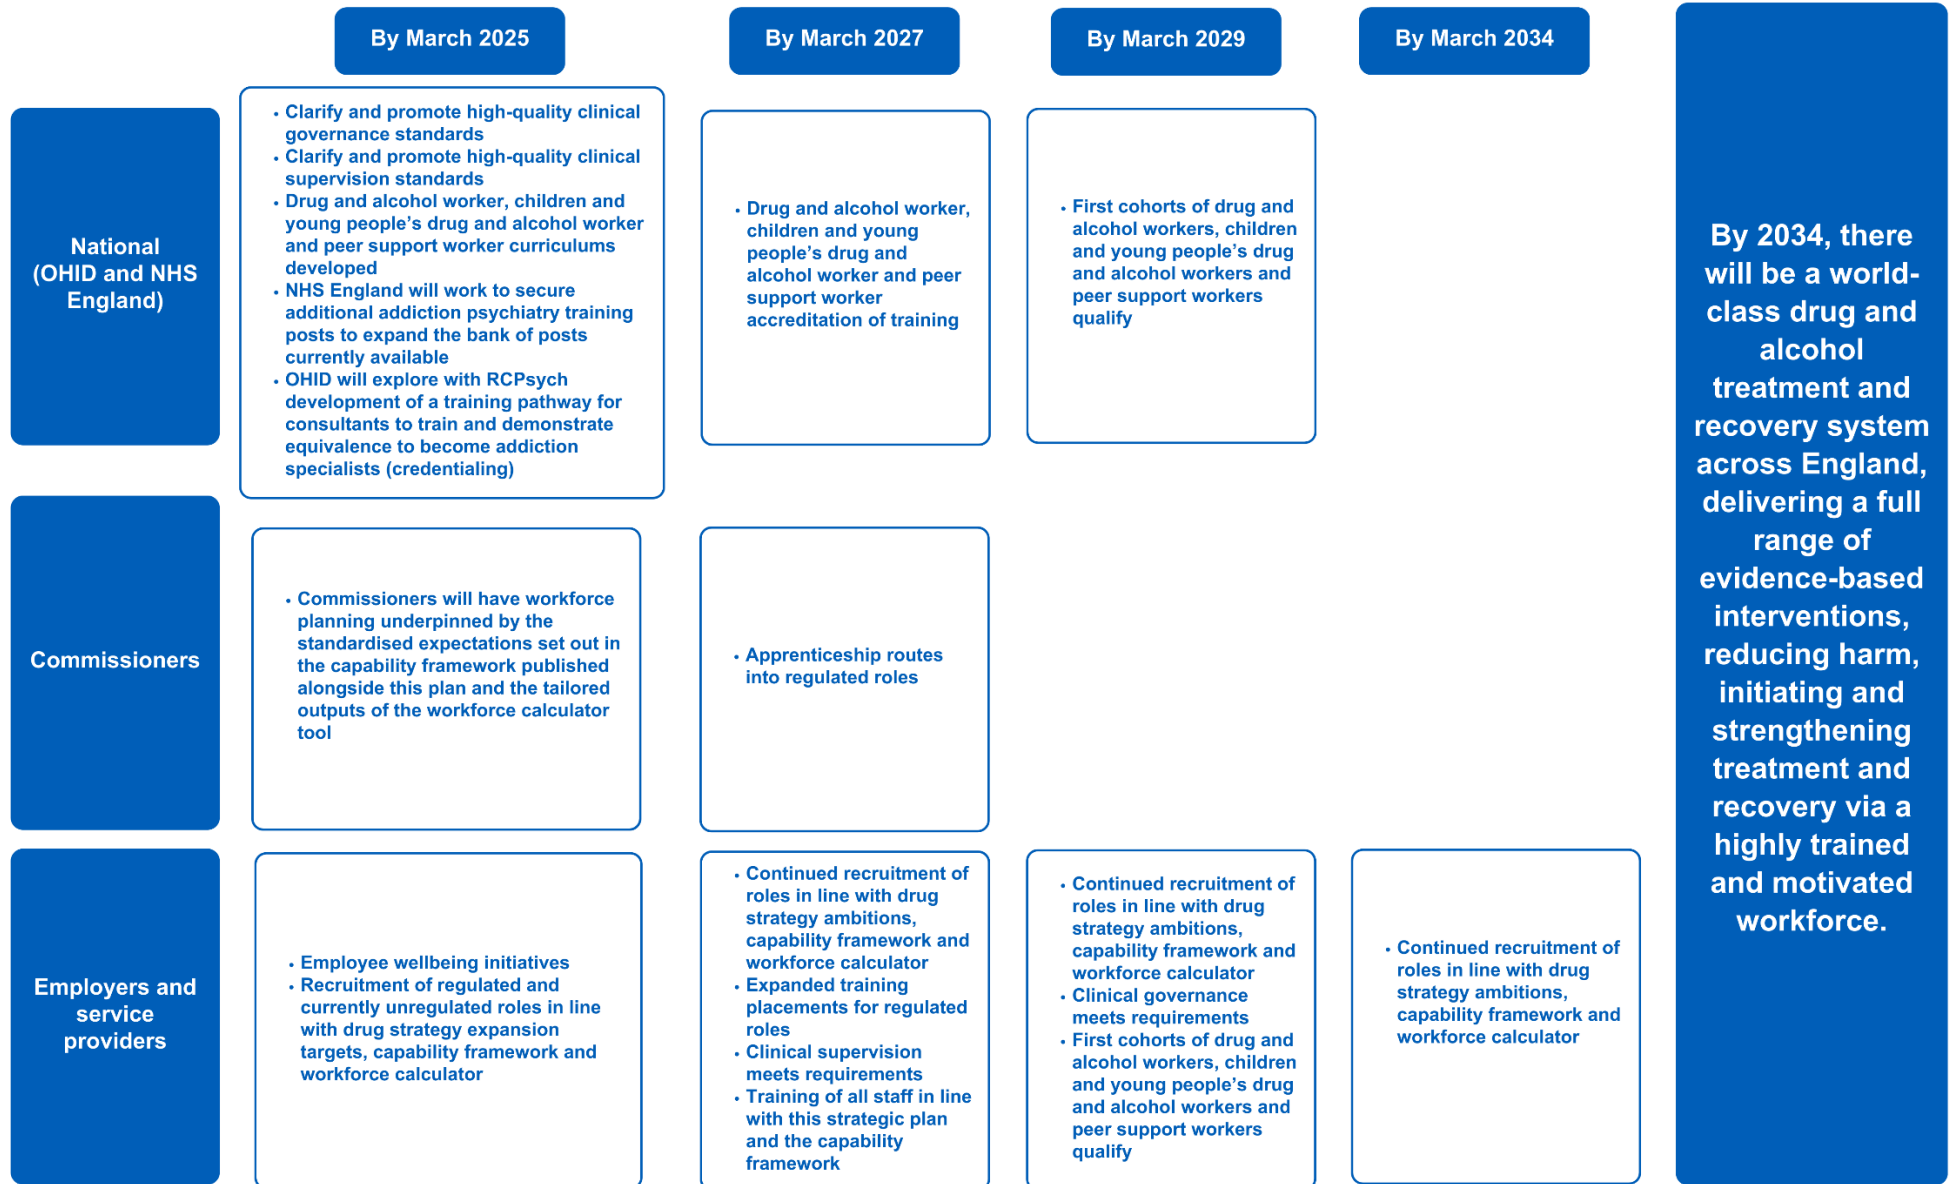 By March 2025
By March 2027
By March 2029
By March 2034
National
(OHID and NHS
England)
• Clarify and promote high-quality clinical
governance standards
• Clarify and promote high-quality clinical
supervision standards
• Drug and alcohol worker, children and
young people’s drug and alcohol worker
and peer support worker curriculums
developed
• NHS England will work to secure
additional addiction psychiatry training
posts to expand the bank of posts
currently available
• OHID will explore with RCPsych
development of a training pathway for
consultants to train and demonstrate
equivalence to become addiction
specialists (credentialing)
• Drug and alcohol worker,
children and young
people’s drug and
alcohol worker and peer
support worker
accreditation of training
• First cohorts of drug and
alcohol workers, children
and young people’s drug
and alcohol workers and
peer support workers
qualify
Commissioners
• Commissioners will have workforce
planning underpinned by the
standardised expectations set out in
the capability framework published
alongside this plan and the tailored
outputs of the workforce calculator
tool
• Apprenticeship routes
into regulated roles
Employers and
service
providers
• Employee wellbeing initiatives
• Recruitment of regulated and
currently unregulated roles in line
with drug strategy expansion
targets, capability framework and
workforce calculator
• Continued recruitment of
roles in line with drug
strategy ambitions,
capability framework and
workforce calculator
• Expanded training
placements for regulated
roles
• Clinical supervision
meets requirements
• Training of all staff in line
with this strategic plan
and the capability
framework
• Continued recruitment of
roles in line with drug
strategy ambitions,
capability framework and
workforce calculator
• Clinical governance
meets requirements
• First cohorts of drug and
alcohol workers, children
and young people’s drug
and alcohol workers and
peer support workers
qualify
• Continued recruitment of
roles in line with drug
strategy ambitions,
capability framework and
workforce calculator
By 2034, there
will be a world-
class drug and
alcohol
treatment and
recovery system
across England,
delivering a full
range of
evidence-based
interventions,
reducing harm,
initiating and
strengthening
treatment and
recovery via a
highly trained
and motivated
workforce.